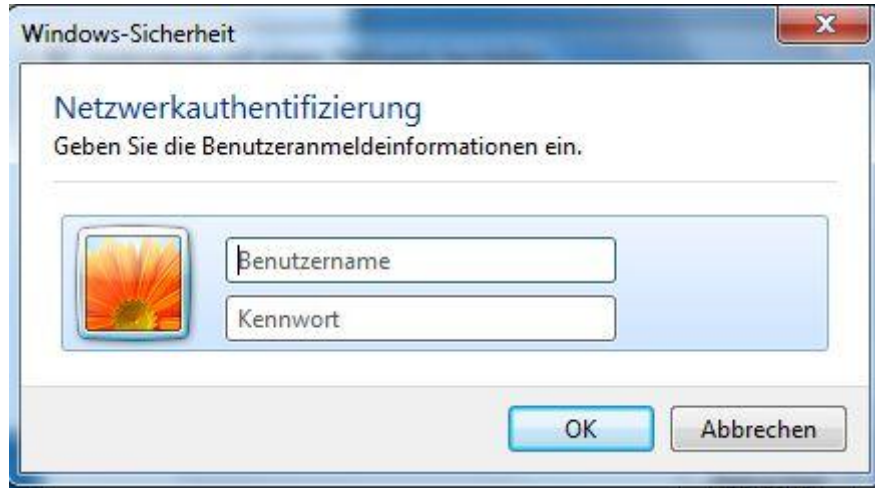 Windows-Sicherheit
Netzwerkauthentifizierung
Geben Sie die Benutzeranmeldeinformationen ein.
Benutzername
Kennwort
OK
Abbrechen